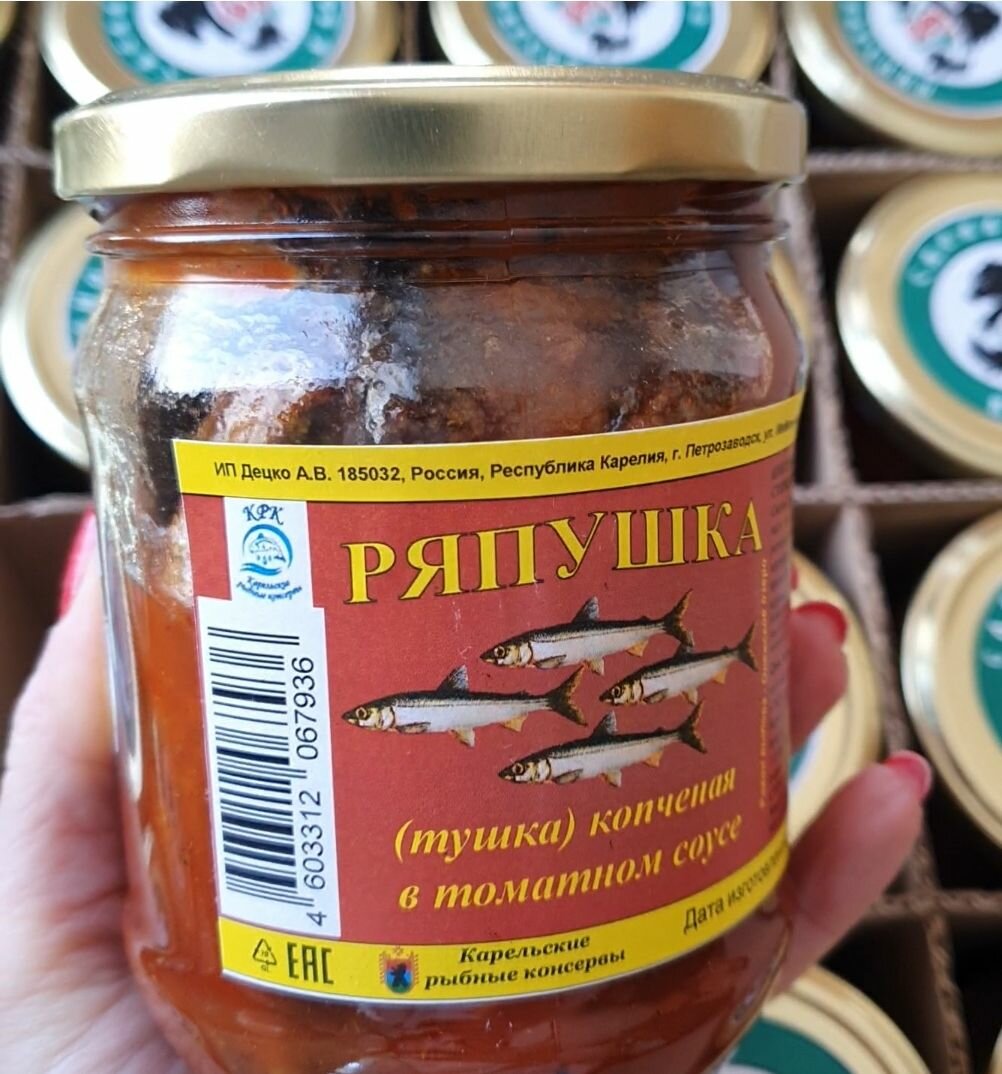 ИП Децко А.В. 185032, Россия, Республика Карелия, г. Петрозаводск, ул.
КРК
Карельские
рыбные консервы
РЯПУШКА
(тушка) копченая
в томатном соусе
4 603312 067936
Дата
ЕАС
Карельские
рыбные консервы